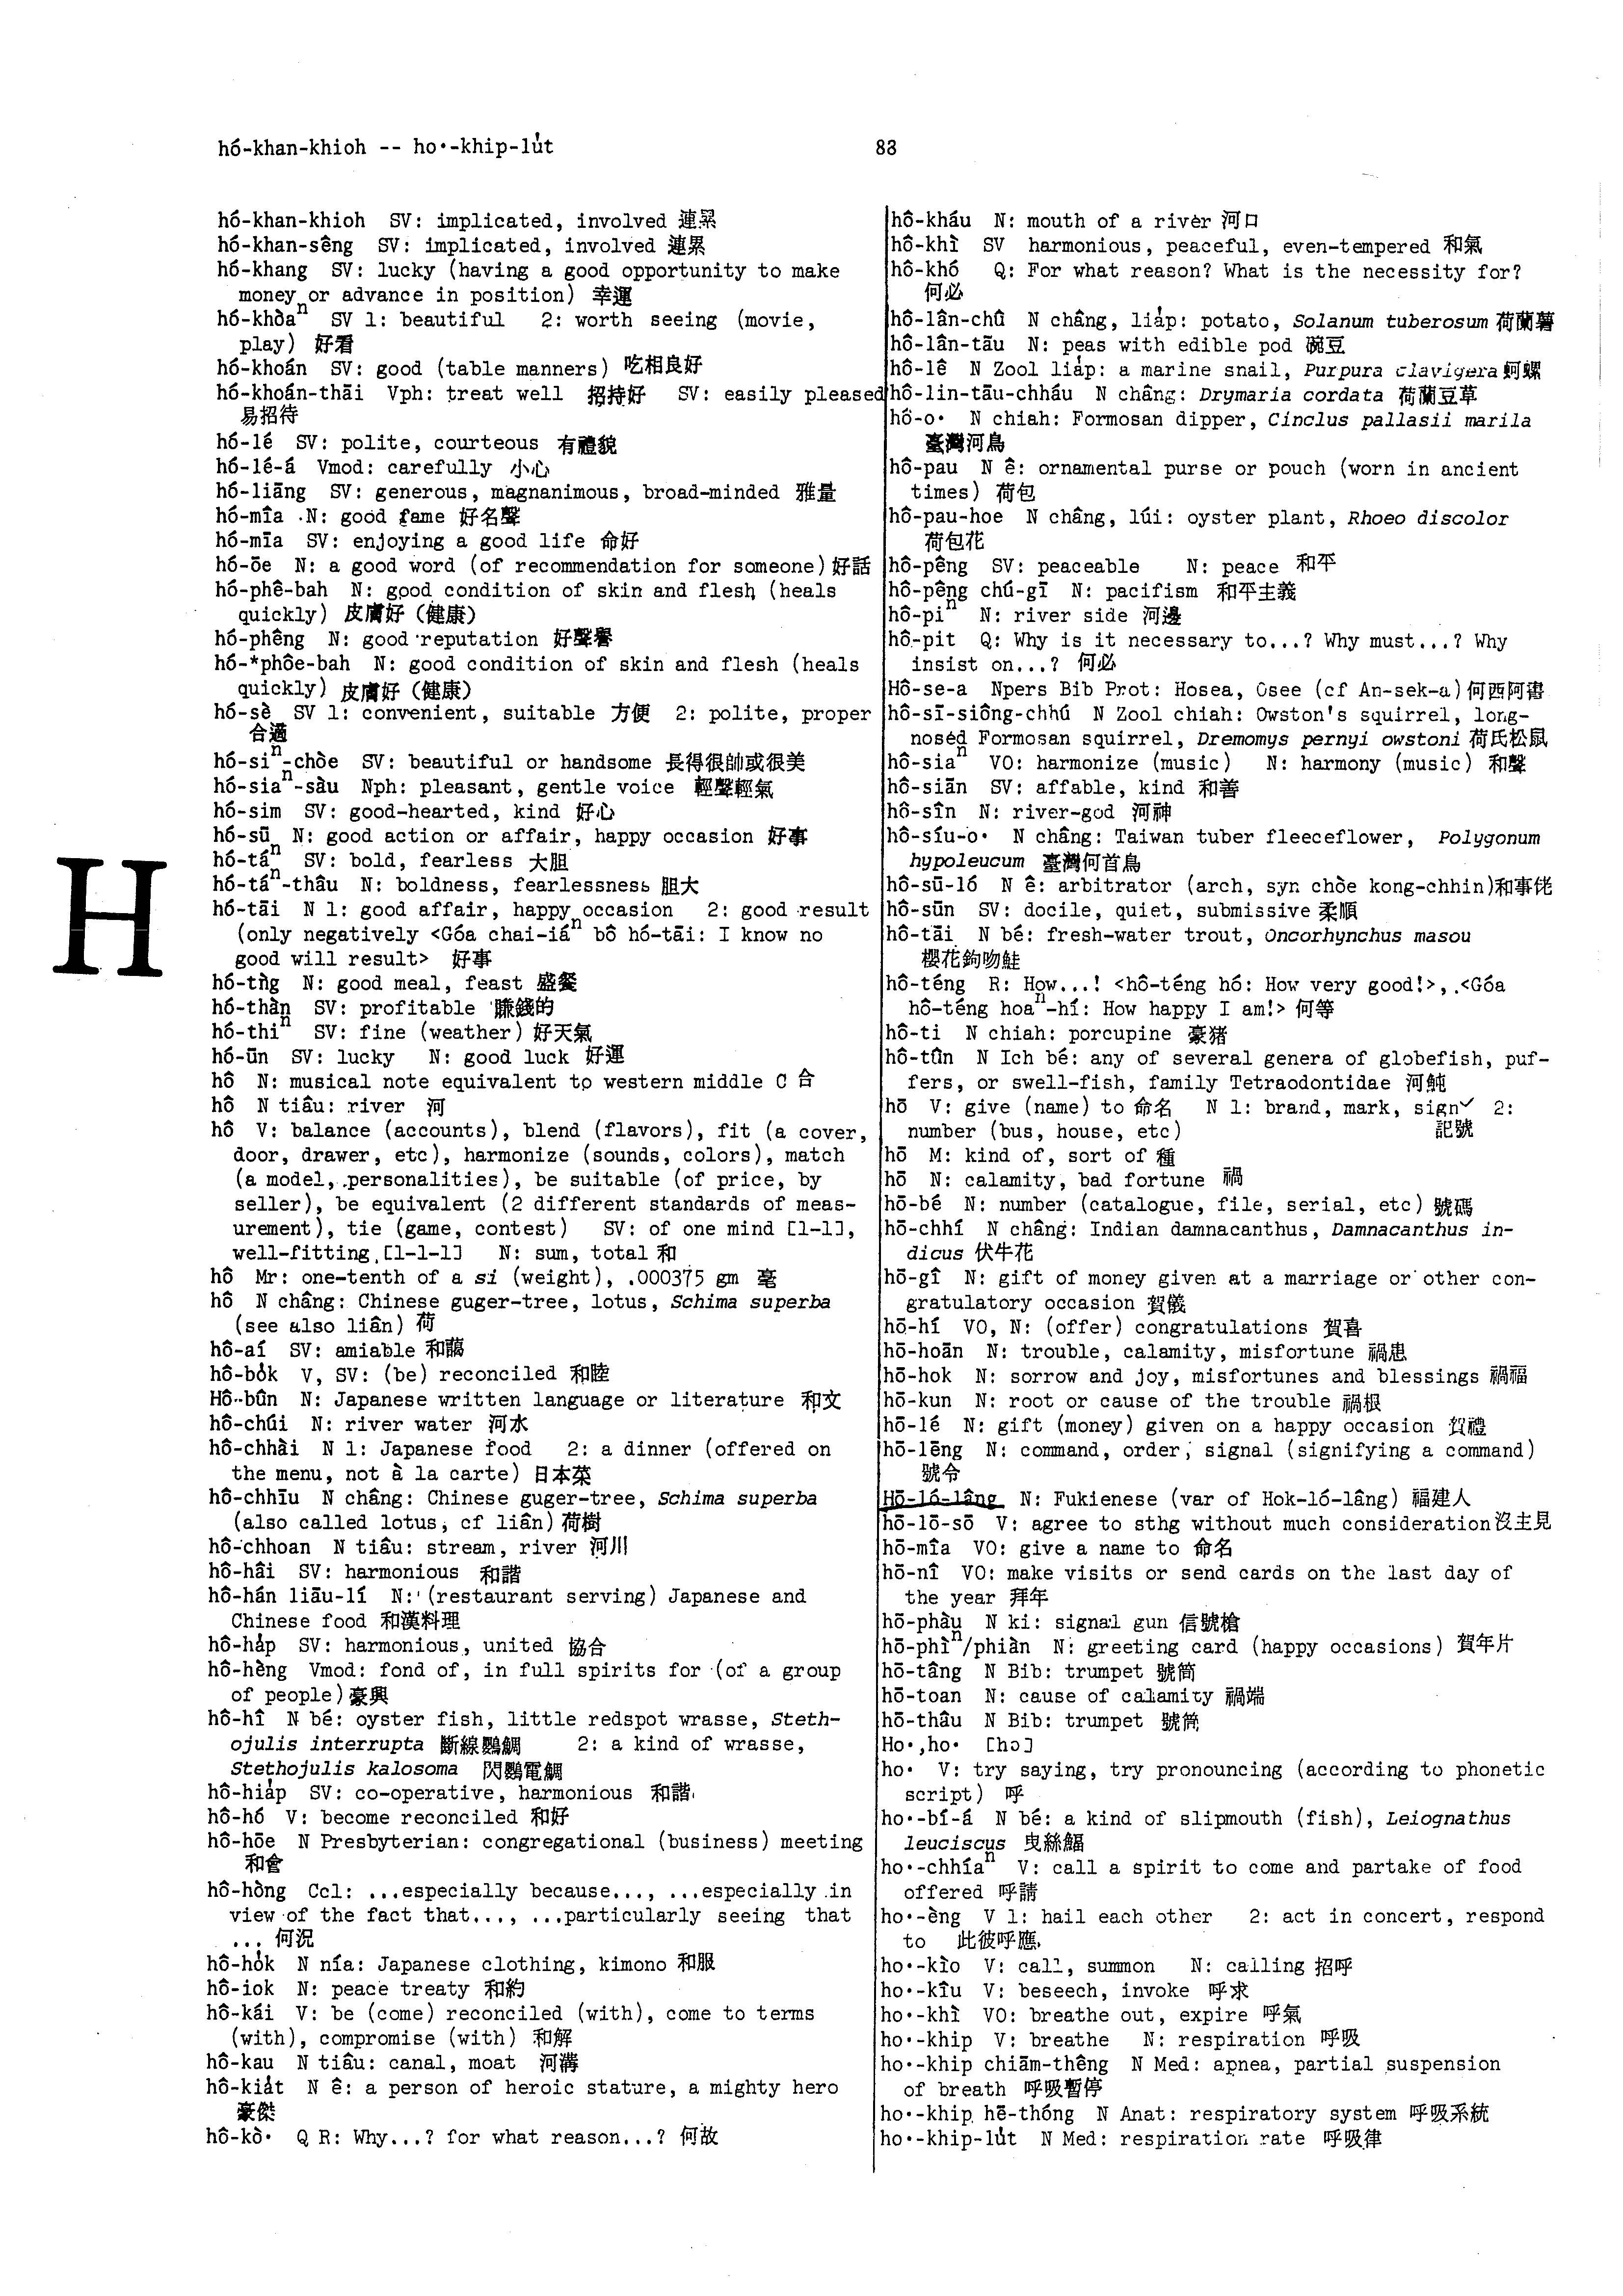 hó-khan-khioh -- ho·-khip-lu̍t
88
hó-khan-khioh SV: implicated, involved 連累
hó-khan-sêng SV: implicated, involved 連累
hó-khang SV: lucky (having a good opportunity to make
money or advance in position) 幸運
hó-khòaⁿ SV 1: beautiful 2: worth seeing (movie,
play) 好看
hó-khoán SV: good (table manners) 吃相良好
hó-khoán-thāi Vph: treat well 招待好 SV: easily pleased
易招待
hó-lé SV: polite, courteous 有禮貌
hó-lé-á Vmod: carefully 小心
hó-liāng SV: generous, magnanimous, broad-minded 雅量
hó-mîa N: good fame 好名聲
hó-mīa SV: enjoying a good life 命好
hó-ōe N: a good word (of recommendation for someone) 好話
hó-phê-bah N: good condition of skin and flesh (heals
quickly) 皮膚好 (健康)
hó-phêng N: good reputation 好聲譽
hó-*phôe-bah N: good condition of skin and flesh (heals
quickly) 皮膚好 (健康)
hó-sè SV 1: convenient, suitable 方便 2: polite, proper
合適
hó-siⁿ-chòe SV: beautiful or handsome 長得很帥或很美
hó-siaⁿ-sàu Nph: pleasant, gentle voice 輕聲輕氣
hó-sim SV: good-hearted, kind 好心
hó-sū N: good action or affair, happy occasion 好事
hó-táⁿ SV: bold, fearless 大胆
hó-táⁿ-thâu N: boldness, fearlessness 胆大
hó-tāi N 1: good affair, happy occasion 2: good result
(only negatively <Góa chai-iáⁿ bô hó-tāi: I know no
good will result> 好事
H
hó-tǹg N: good meal, feast 盛餐
hó-thàn SV: profitable 賺錢的
hó-thiⁿ SV: fine (weather) 好天氣
hó-ūn SV: lucky N: good luck 好運
hô N: musical note equivalent to western middle C 合
hô N tiâu: river 河
hô V: balance (accounts), blend (flavors), fit (a cover,
door, drawer, etc), harmonize (sounds, colors), match
(a model, personalities), be suitable (of price, by
seller), be equivalent (2 different standards of meas-
urement), tie (game, contest) SV: of one mind [1-1],
well-fitting [1-1-1] N: sum, total 和
hô Mr: one-tenth of a si (weight), .000375 gm 毫
hô N châng: Chinese guger-tree, lotus, Schima superba
(see also liân) 荷
hô-aí SV: amiable 和藹
hô-bo̍k V, SV: (be) reconciled 和睦
Hô-bûn N: Japanese written language or literature 和文
hô-chúi N: river water 河水
hô-chhài N 1: Japanese food 2: a dinner (offered on
the menu, not à la carte) 日本菜
hô-chhīu N châng: Chinese guger-tree, Schima superba
(also called lotus, cf liân) 荷樹
hô-chhoan N tiâu: stream, river 河川
hô-hâi SV: harmonious 和諧
hô-hán liāu-lí N: (restaurant serving) Japanese and
Chinese food 和漢料理
hô-ha̍p SV: harmonious, united 協合
hô-hèng Vmod: fond of, in full spirits for (of a group
of people) 豪興
hô-hî N bé: oyster fish, little redspot wrasse, Steth-
ojulis interrupta 斷線鸚鯛 2: a kind of wrasse,
Stethojulis kalosoma 閃鸚電鯛
hô-hia̍p SV: co-operative, harmonious 和諧
hô-hó V: become reconciled 和好
hô-hōe N Presbyterian: congregational (business) meeting
和會
hô-hòng Ccl: ...especially because..., ...especially in
view of the fact that..., ...particularly seeing that
... 何況
hô-ho̍k N nía: Japanese clothing, kimono 和服
hô-iok N: peace treaty 和約
hô-kái V: be (come) reconciled (with), come to terms
(with), compromise (with) 和解
hô-kau N tiâu: canal, moat 河溝
hô-kia̍t N ê: a person of heroic stature, a mighty hero
豪傑
hô-kò· Q R: Why...? for what reason...? 何故
hô-kháu N: mouth of a river 河口
hô-khì SV harmonious, peaceful, even-tempered 和氣
hô-khó Q: For what reason? What is the necessity for?
何必
hô-lân-chû N châng, lia̍p: potato, Solanum tuberosum 荷蘭薯
hô-lân-tāu N: peas with edible pod 碗豆
hô-lê N Zool lia̍p: a marine snail, Purpura clavigera 蚵螺
hô-lin-tāu-chháu N châng: Drymaria cordata 荷蘭豆草
hô-o· N chiah: Formosan dipper, Cinclus pallasii marila
臺灣河鳥
hô-pau N ê: ornamental purse or pouch (worn in ancient
times) 荷包
hô-pau-hoe N châng, lúi: oyster plant, Rhoeo discolor
荷包花
hô-pêng SV: peaceable N: peace 和平
hô-pêng chú-gī N: pacifism 和平主義
hô-piⁿ N: river side 河邊
hô-pit Q: Why is it necessary to...? Why must...? Why
insist on...? 何必
Hô-se-a Npers Bib Prot: Hosea, Osee (cf An-sek-a) 何西阿書
hô-sī-siông-chhú N Zool chiah: Owston's squirrel, long-
nosed Formosan squirrel, Dremomys pernyi owstoni 荷氏松鼠
hô-siaⁿ VO: harmonize (music) N: harmony (music) 和聲
hô-siān SV: affable, kind 和善
hô-sîn N: river-god 河神
hô-síu-o· N châng: Taiwan tuber fleeceflower, Polygonum
hypoleucum 臺灣何首烏
hô-sū-ló N ê: arbitrator (arch, syn chòe kong-chhin) 和事佬
hô-sūn SV: docile, quiet, submissive 柔順
hô-tāi N bé: fresh-water trout, Oncorhynchus masou
櫻花鉤吻鮭
hô-téng R: How...! <hô-téng hó: How very good!>, <Góa
hô-téng hoaⁿ-hí: How happy I am!> 何等
hô-ti N chiah: porcupine 豪猪
hô-tûn N Ich bé: any of several genera of globefish, puf-
fers, or swell-fish, family Tetraodontidae 河魨
hō V: give (name) to 命名 N 1: brand, mark, sign✓ 2:
number (bus, house, etc) 記號
hō M: kind of, sort of 種
hō N: calamity, bad fortune 禍
hō-bé N: number (catalogue, file, serial, etc) 號碼
hō-chhí N châng: Indian damnacanthus, Damnacanthus in-
dicus 伏牛花
hō-gî N: gift of money given at a marriage or other con-
gratulatory occasion 賀儀
hō-hí VO, N: (offer) congratulations 賀喜
hō-hoān N: trouble, calamity, misfortune 禍患
hō-hok N: sorrow and joy, misfortunes and blessings 禍福
hō-kun N: root or cause of the trouble 禍根
hō-lé N: gift (money) given on a happy occasion 賀禮
hō-lēng N: command, order, signal (signifying a command)
號令
Hō-ló-lâng N: Fukienese (var of Hok-ló-lâng) 福建人
hō-lō-sō V: agree to sthg without much consideration 沒主見
hō-mîa VO: give a name to 命名
hō-nî VO: make visits or send cards on the last day of
the year 拜年
hō-phàu N ki: signal gun 信號槍
hō-phìⁿ/phiàn N: greeting card (happy occasions) 賀年片
hō-tâng N Bib: trumpet 號筒
hō-toan N: cause of calamity 禍端
hō-thâu N Bib: trumpet 號筒
Ho·,ho· [hɔ]
ho· V: try saying, try pronouncing (according to phonetic
script) 呼
ho·-bí-á N bé: a kind of slipmouth (fish), Leiognathus
leuciscus 曳絲鰏
ho·-chhíaⁿ V: call a spirit to come and partake of food
offered 呼請
ho·-èng V 1: hail each other 2: act in concert, respond
to 此彼呼應
ho·-kìo V: call, summon N: calling 招呼
ho·-kîu V: beseech, invoke 呼求
ho·-khì VO: breathe out, expire 呼氣
ho·-khip V: breathe N: respiration 呼吸
ho·-khip chiām-thêng N Med: apnea, partial suspension
of breath 呼吸暫停
ho·-khip hē-thóng N Anat: respiratory system 呼吸系統
ho·-khip-lu̍t N Med: respiration rate 呼吸律